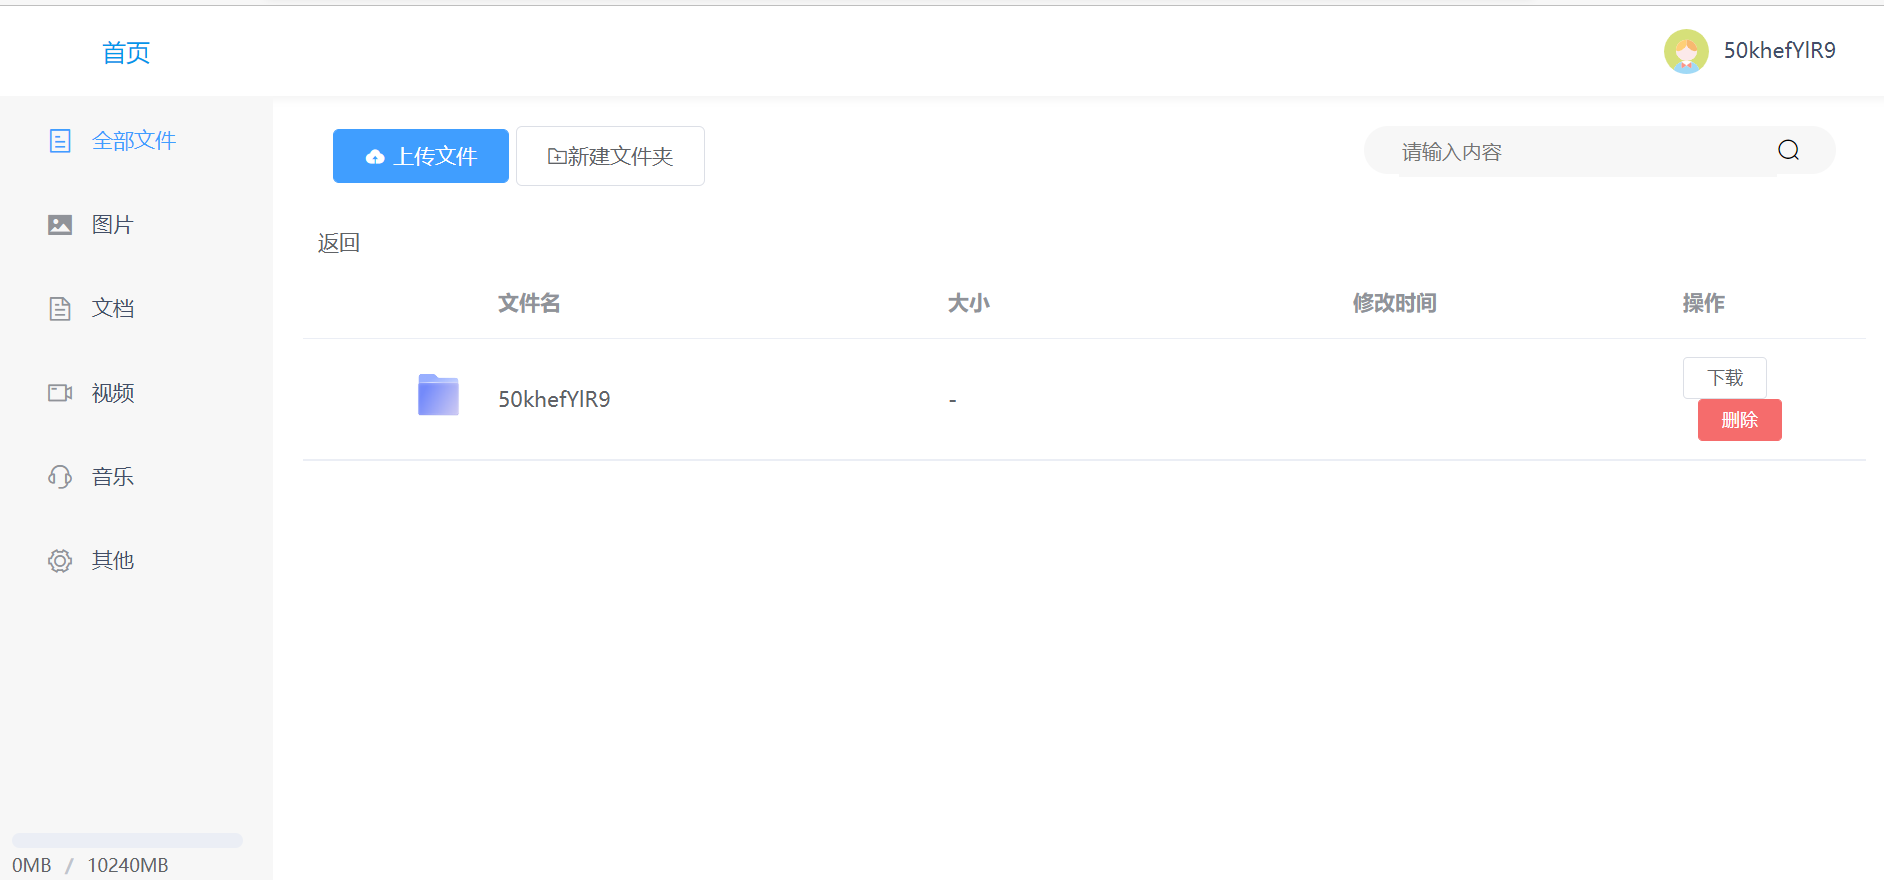 首页
50khefYlR9
全部文件
图片
文档
视频
音乐
其他
0MB / 10240MB
上传文件
新建文件夹
请输入内容
返回
文件名 大小 修改时间 操作
50khefYlR9 - 下载
删除